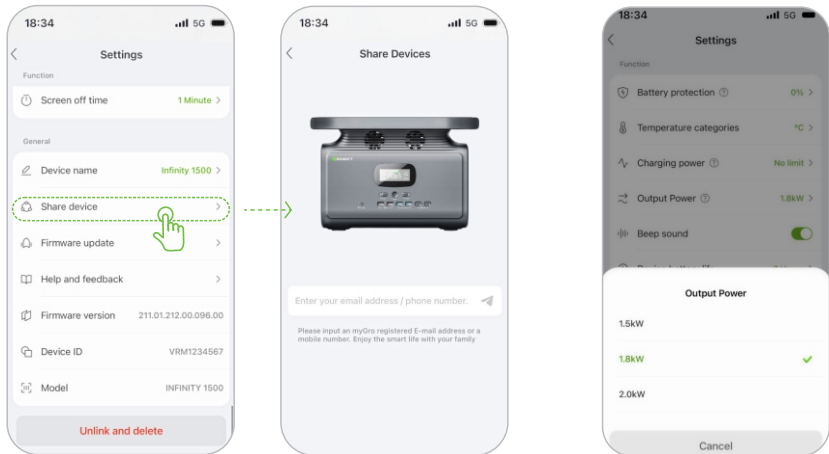 18:34
5G
Settings
Function
Screen off time
1 Minute
General
Device name
Infinity 1500
Share device
Firmware update
Help and feedback
Firmware version
211.01.212.00.096.00
Device ID
VRM1234567
Model
INFINITY 1500
Unlink and delete
18:34
5G
Share Devices
Enter your email address / phone number.
Please input an myGro registered E-mail address or a
mobile number. Enjoy the smart life with your family
18:34
5G
Settings
Function
Battery protection
0%
Temperature categories
°C
Charging power
No limit
Output Power
1.8kW
Beep sound
Output Power
1.5kW
1.8kW
2.0kW
Cancel